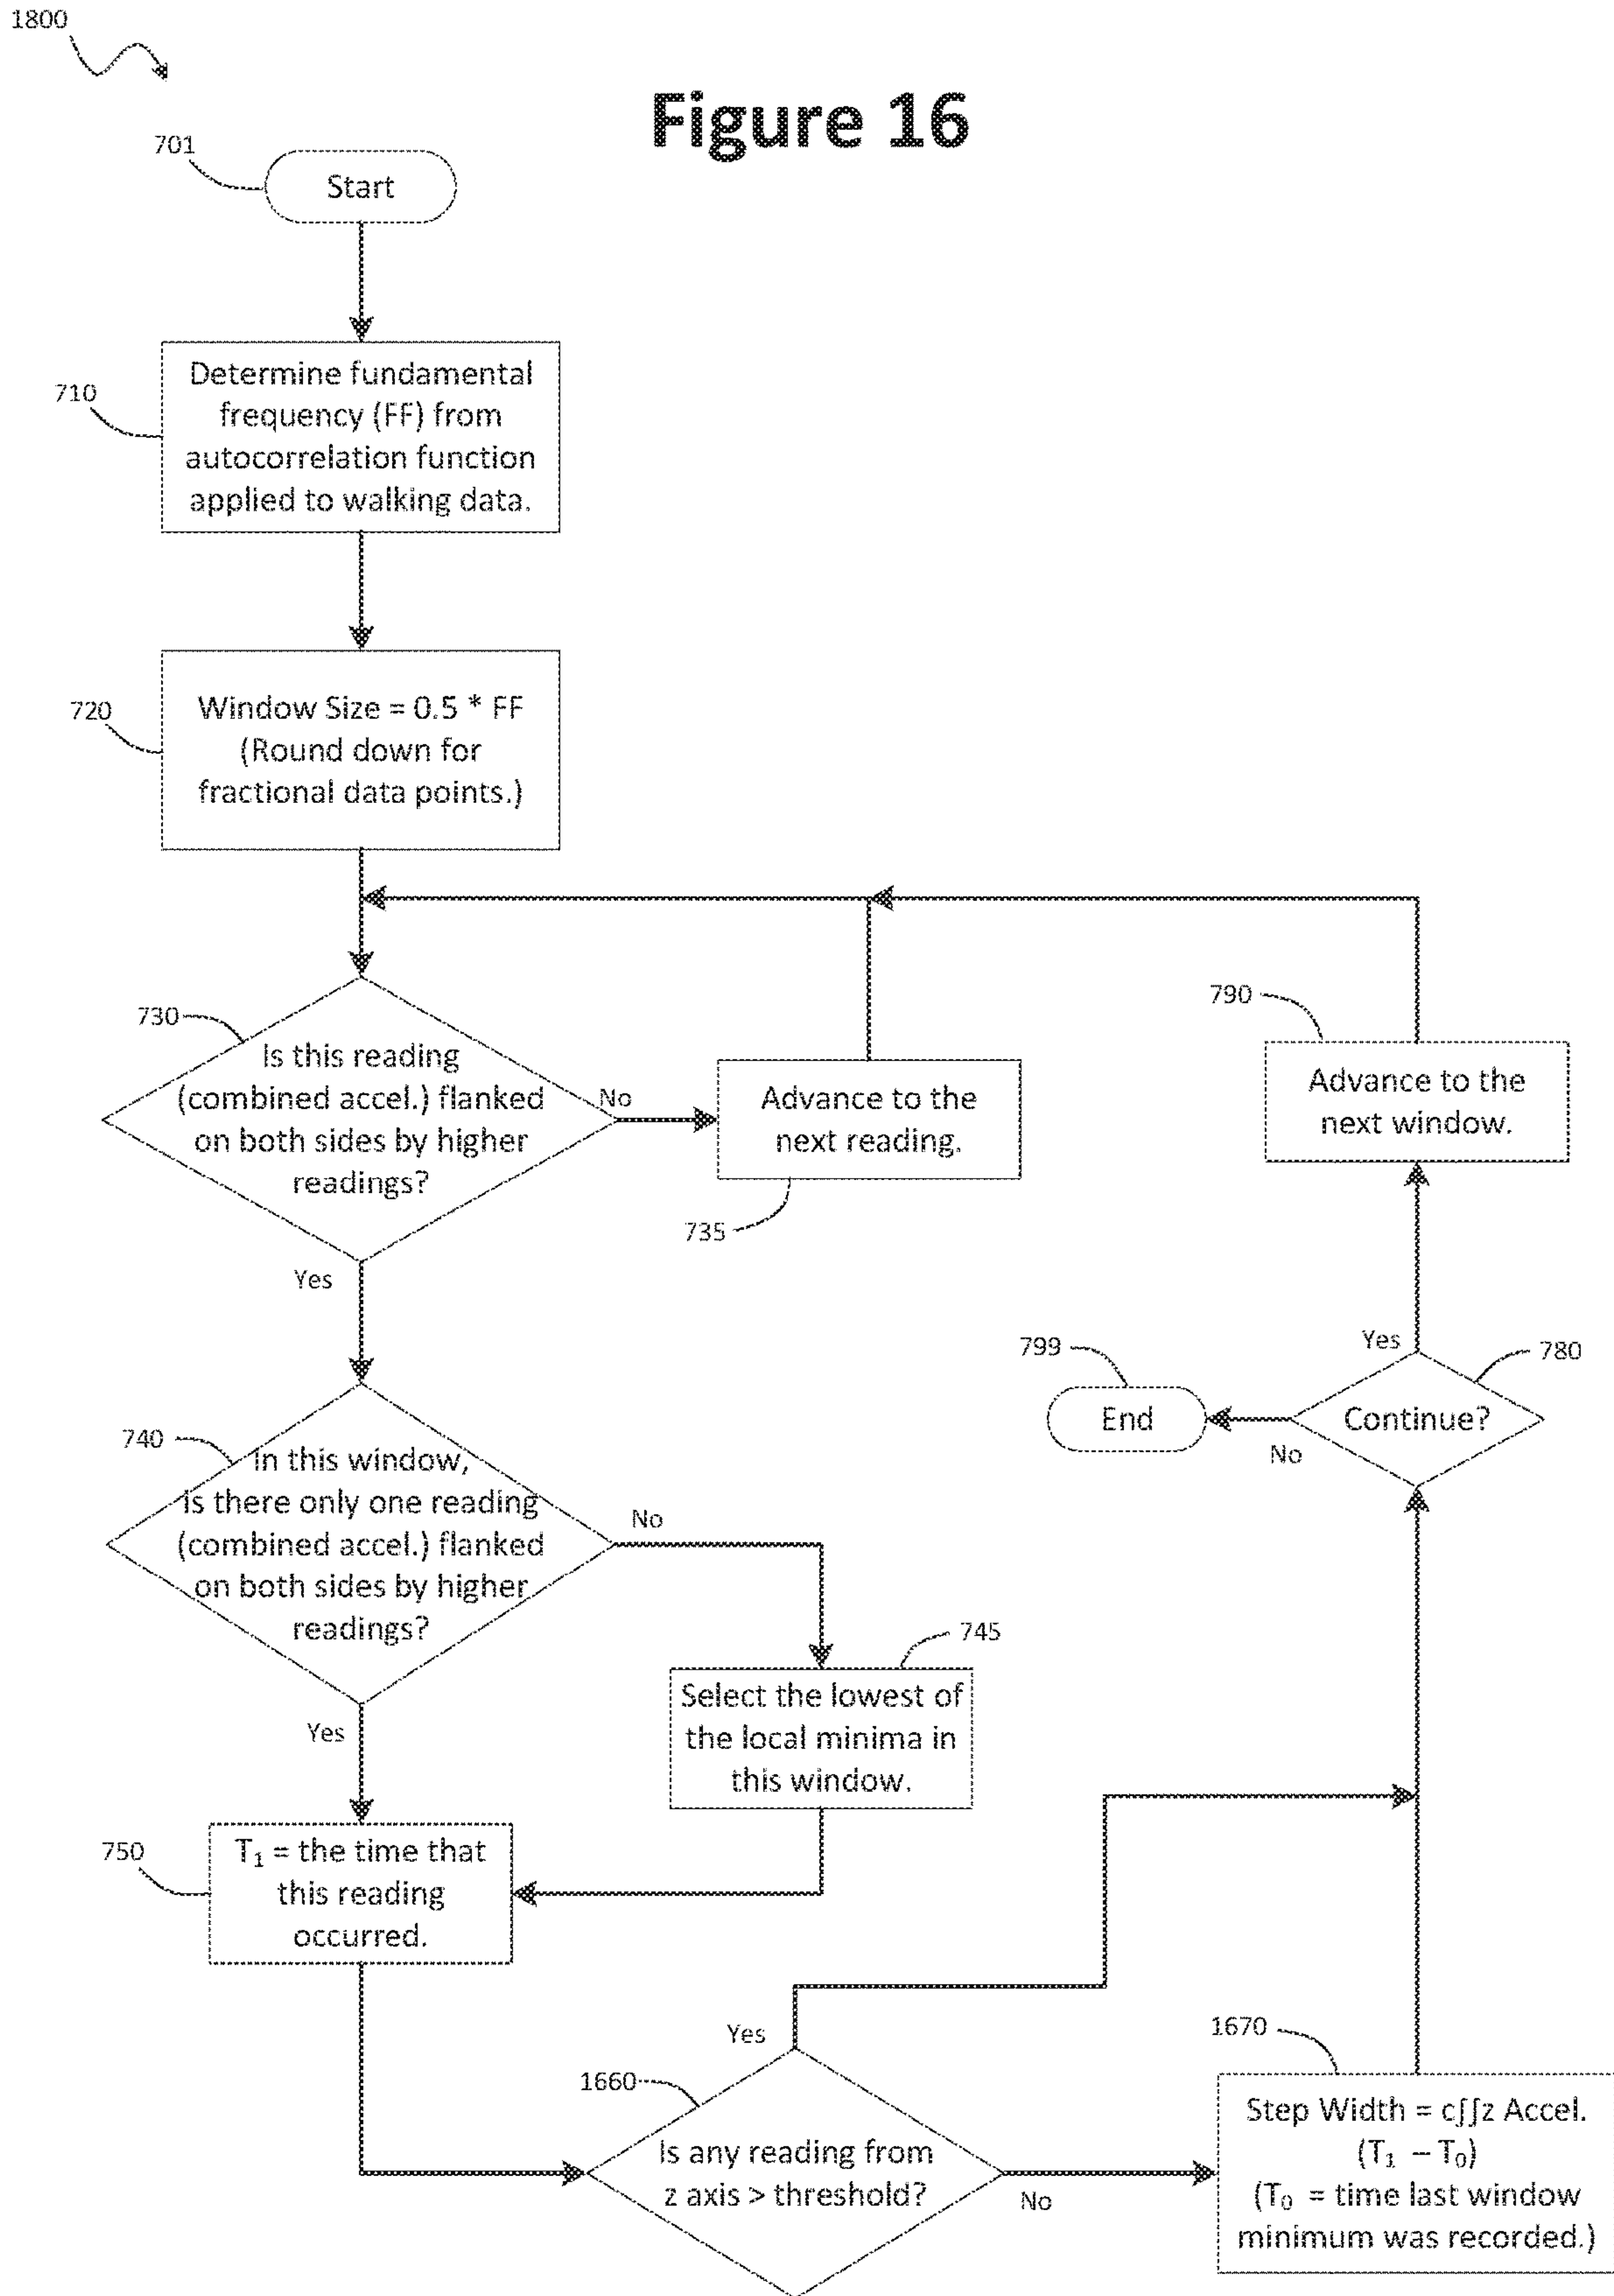 1800
Figure 16
701
Start
710
Determine fundamental
frequency (FF) from
autocorrelation function
applied to walking data.
720
Window Size = 0.5 * FF
(Round down for
fractional data points.)
730
Is this reading
(combined accel.) flanked
on both sides by higher
readings?
No
Yes
Advance to the
next reading.
735
790
Advance to the
next window.
740
In this window,
is there only one reading
(combined accel.) flanked
on both sides by higher
readings?
No
Yes
799
End
Yes
780
Continue?
No
745
Select the lowest of
the local minima in
this window.
750
T₁ = the time that
this reading
occurred.
Yes
1660
Is any reading from
z axis > threshold?
No
1670
Step Width = c∫∫z Accel.
(T₁ – T₀)
(T₀ = time last window
minimum was recorded.)